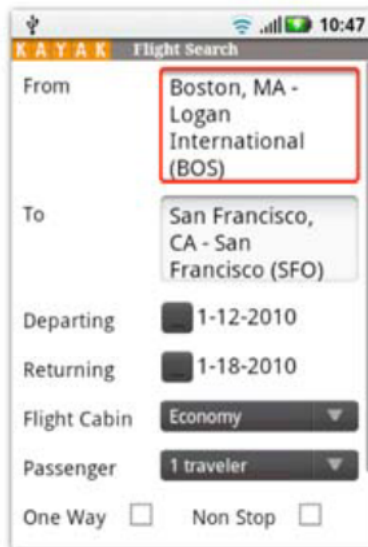 10:47
KAYAK Flight Search
From Boston, MA -
Logan
International
(BOS)
To San Francisco,
CA - San
Francisco (SFO)
Departing 1-12-2010
Returning 1-18-2010
Flight Cabin Economy
Passenger 1 traveler
One Way Non Stop